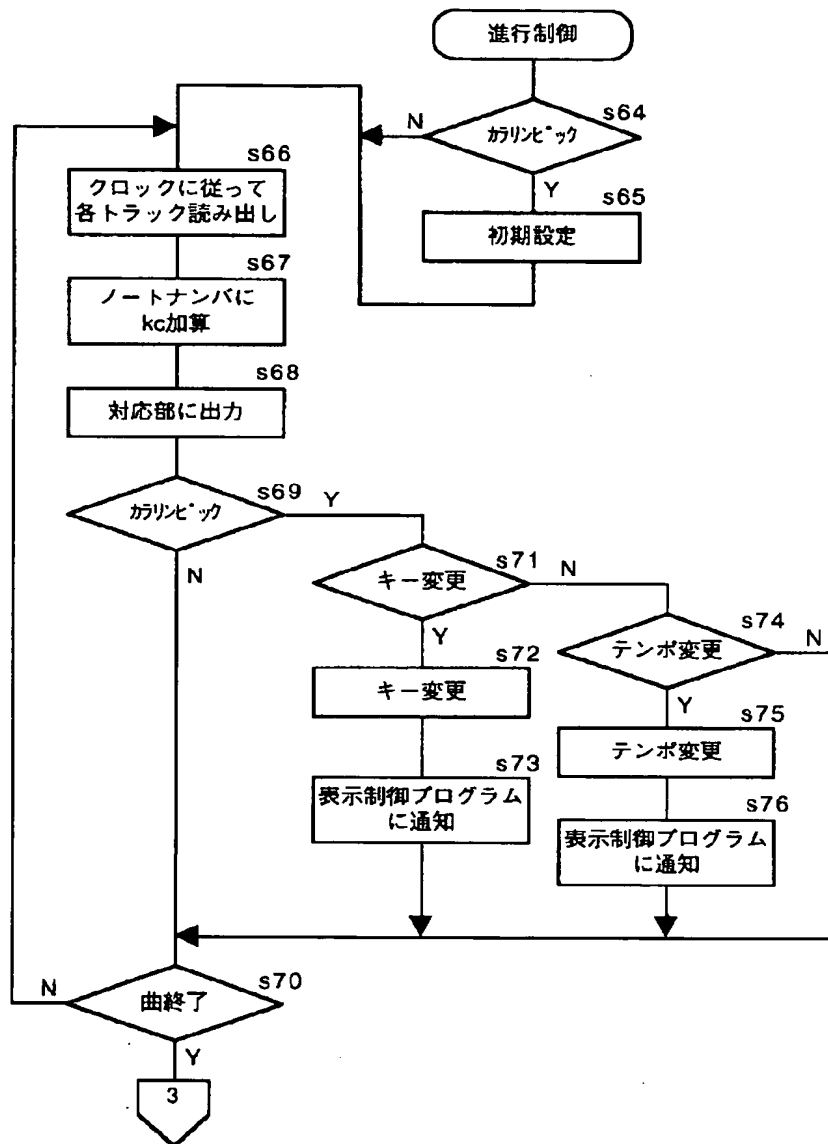 進行制御
s64
カラリンピック
N
Y
s65
初期設定
s66
クロックに従って
各トラック読み出し
s67
ノートナンバに
kc加算
s68
対応部に出力
s69
カラリンピック
Y
N
s71
キー変更
N
Y
s72
キー変更
s73
表示制御プログラム
に通知
s74
テンポ変更
N
Y
s75
テンポ変更
s76
表示制御プログラム
に通知
s70
曲終了
N
Y
3